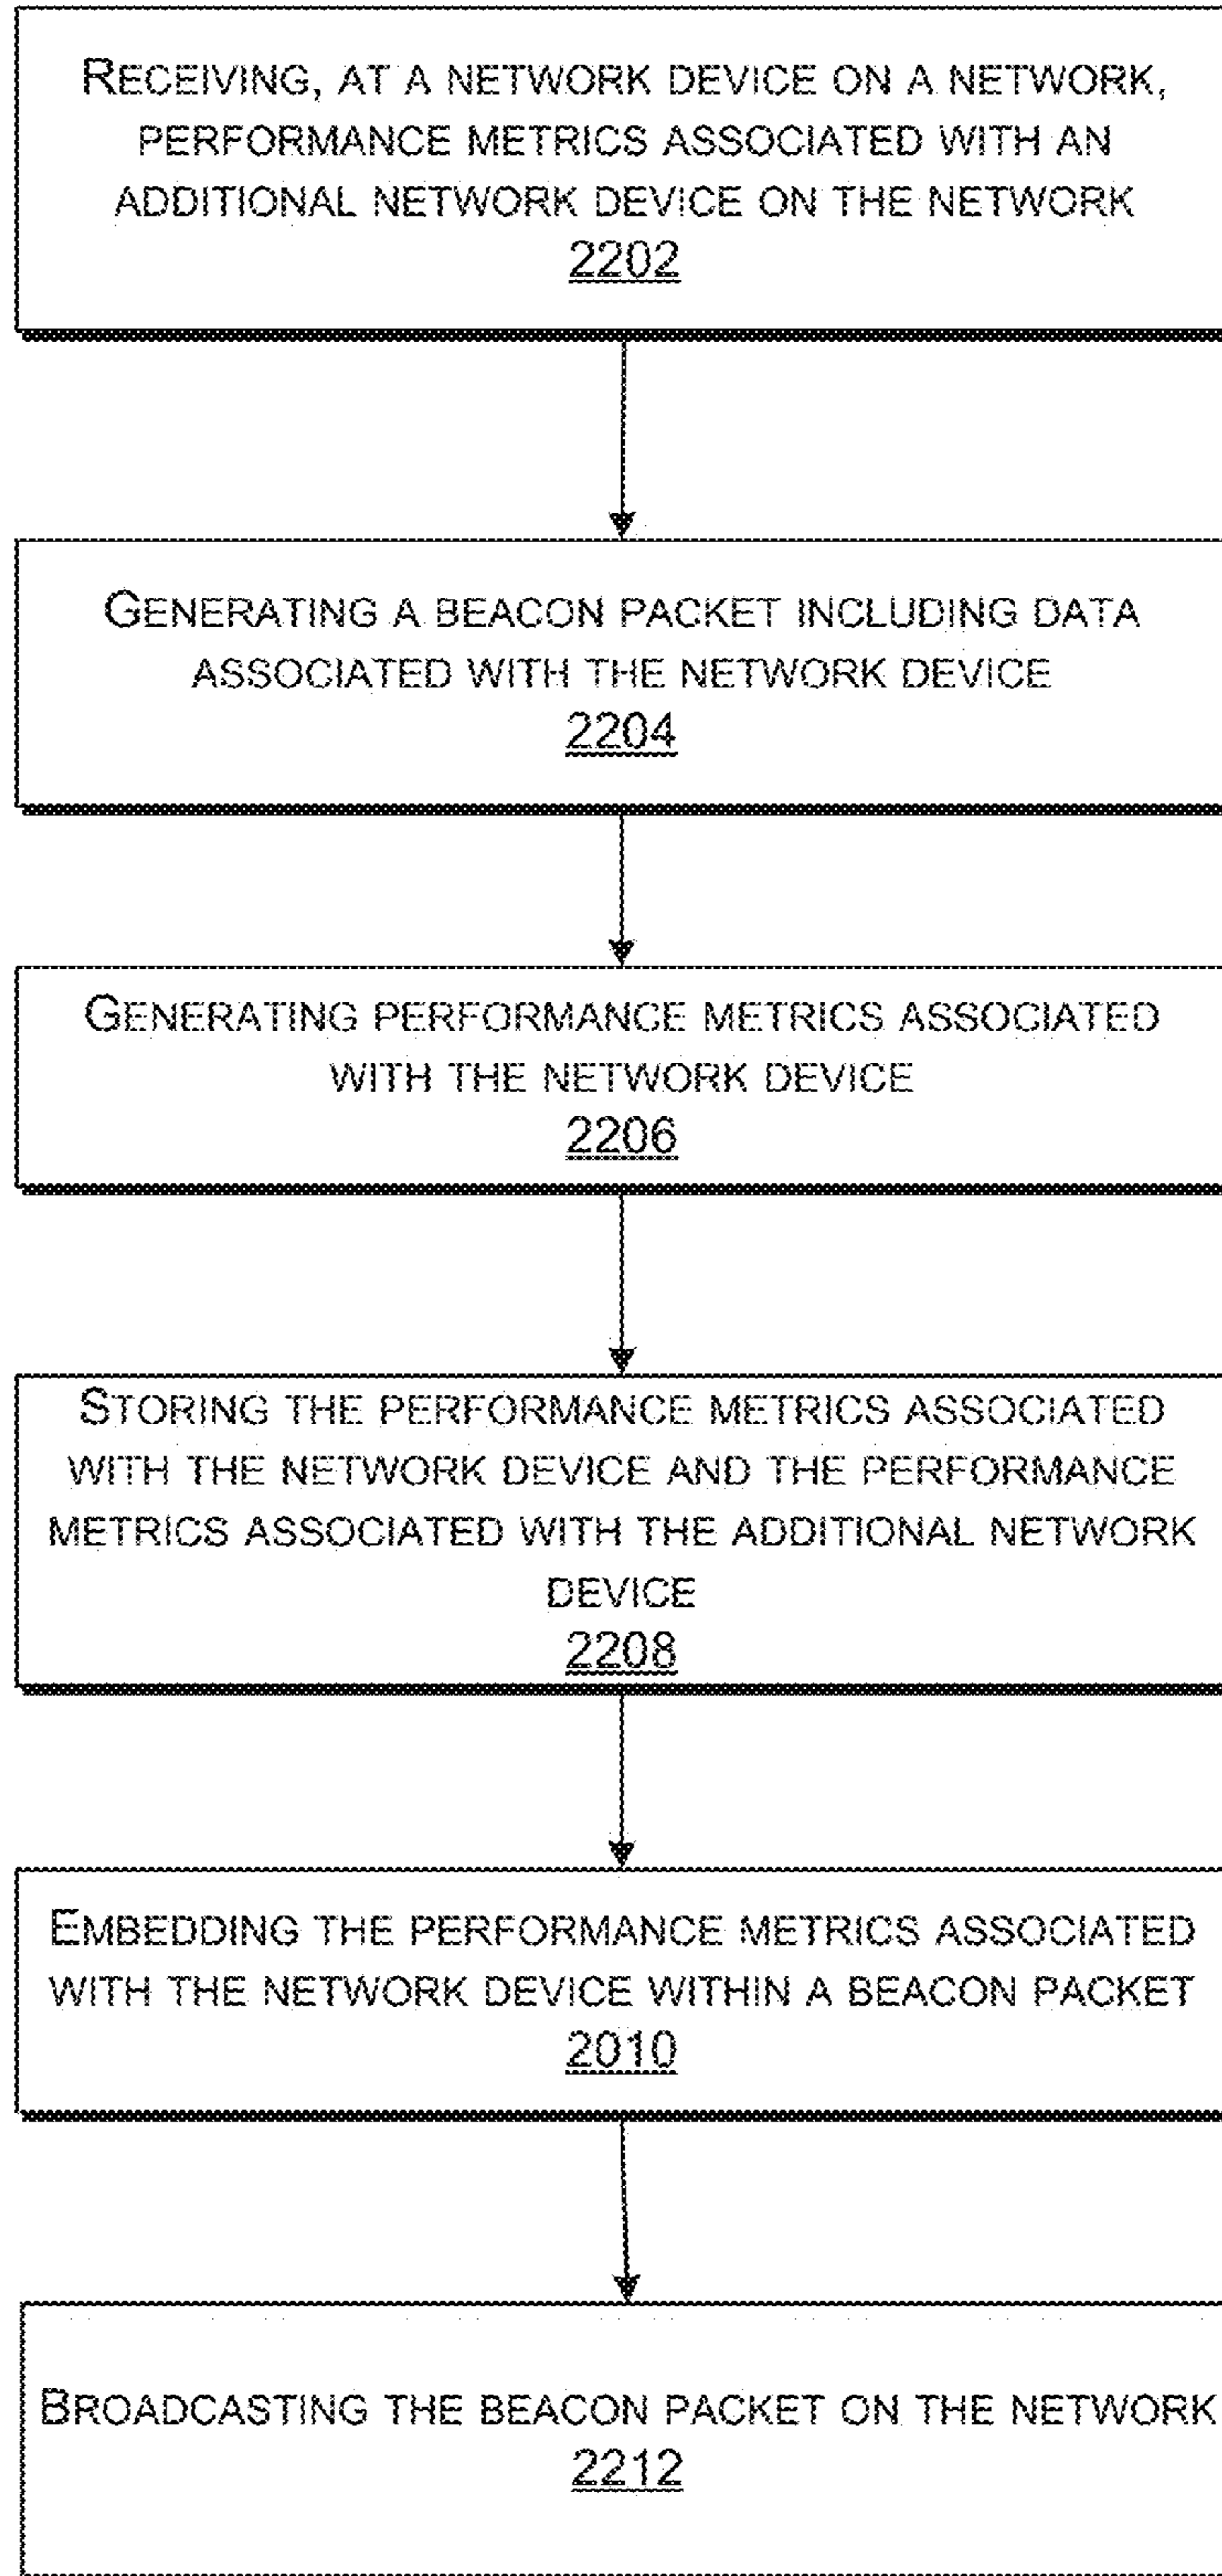 RECEIVING, AT A NETWORK DEVICE ON A NETWORK,
PERFORMANCE METRICS ASSOCIATED WITH AN
ADDITIONAL NETWORK DEVICE ON THE NETWORK
2202
GENERATING A BEACON PACKET INCLUDING DATA
ASSOCIATED WITH THE NETWORK DEVICE
2204
GENERATING PERFORMANCE METRICS ASSOCIATED
WITH THE NETWORK DEVICE
2206
STORING THE PERFORMANCE METRICS ASSOCIATED
WITH THE NETWORK DEVICE AND THE PERFORMANCE
METRICS ASSOCIATED WITH THE ADDITIONAL NETWORK
DEVICE
2208
EMBEDDING THE PERFORMANCE METRICS ASSOCIATED
WITH THE NETWORK DEVICE WITHIN A BEACON PACKET
2010
BROADCASTING THE BEACON PACKET ON THE NETWORK
2212